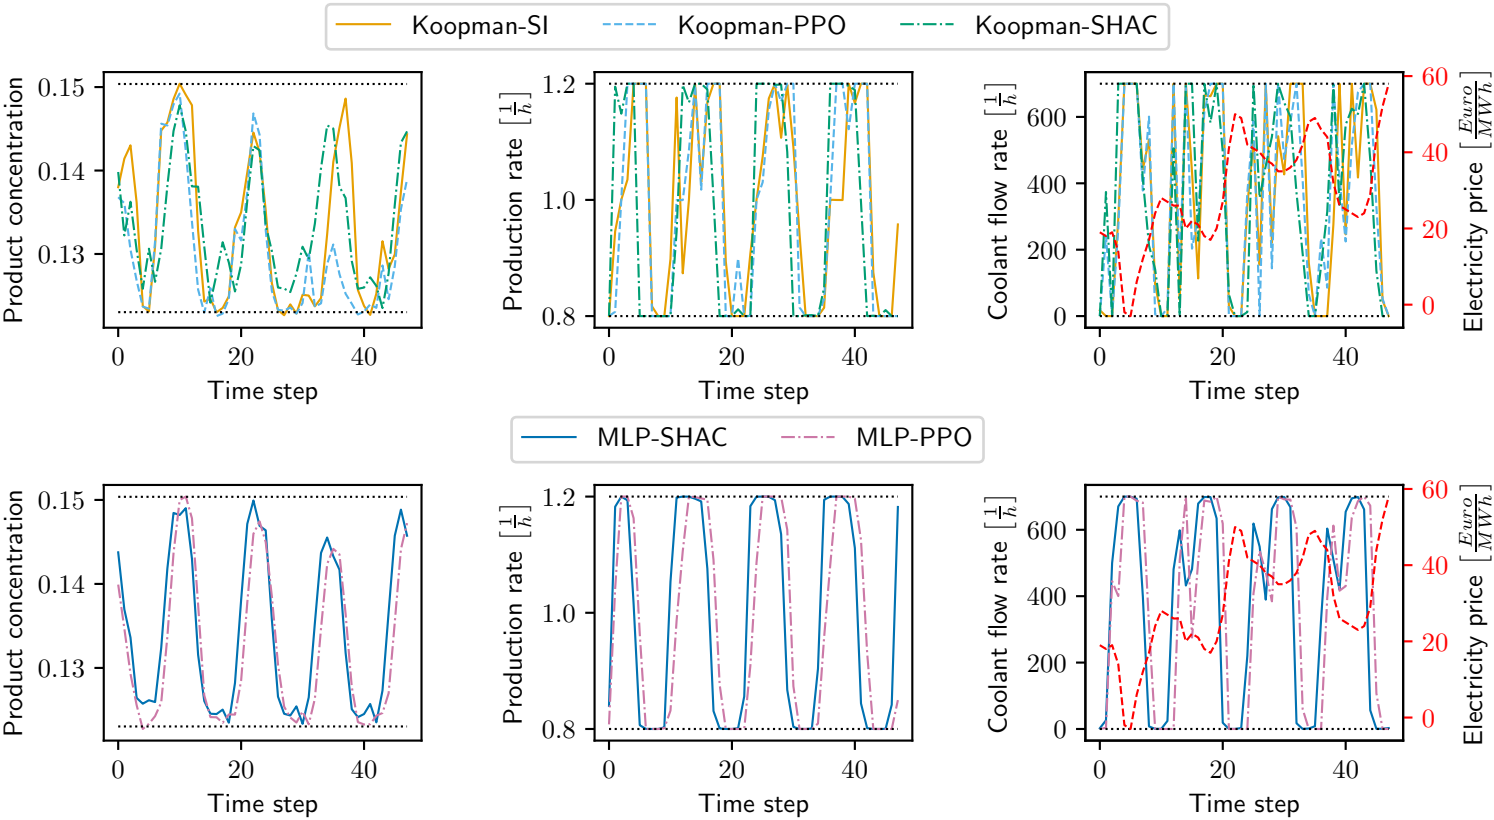 Koopman-SI Koopman-PPO Koopman-SHAC
Product concentration
0.15
0.14
0.13
0 20 40
Time step
Production rate [1/h]
1.2
1.0
0.8
0 20 40
Time step
Coolant flow rate [1/h]
600
400
200
0
0 20 40
Time step
60
40
20
0
Electricity price [Euro/MWh]
MLP-SHAC MLP-PPO
Product concentration
0.15
0.14
0.13
0 20 40
Time step
Production rate [1/h]
1.2
1.0
0.8
0 20 40
Time step
Coolant flow rate [1/h]
600
400
200
0
0 20 40
Time step
60
40
20
0
Electricity price [Euro/MWh]